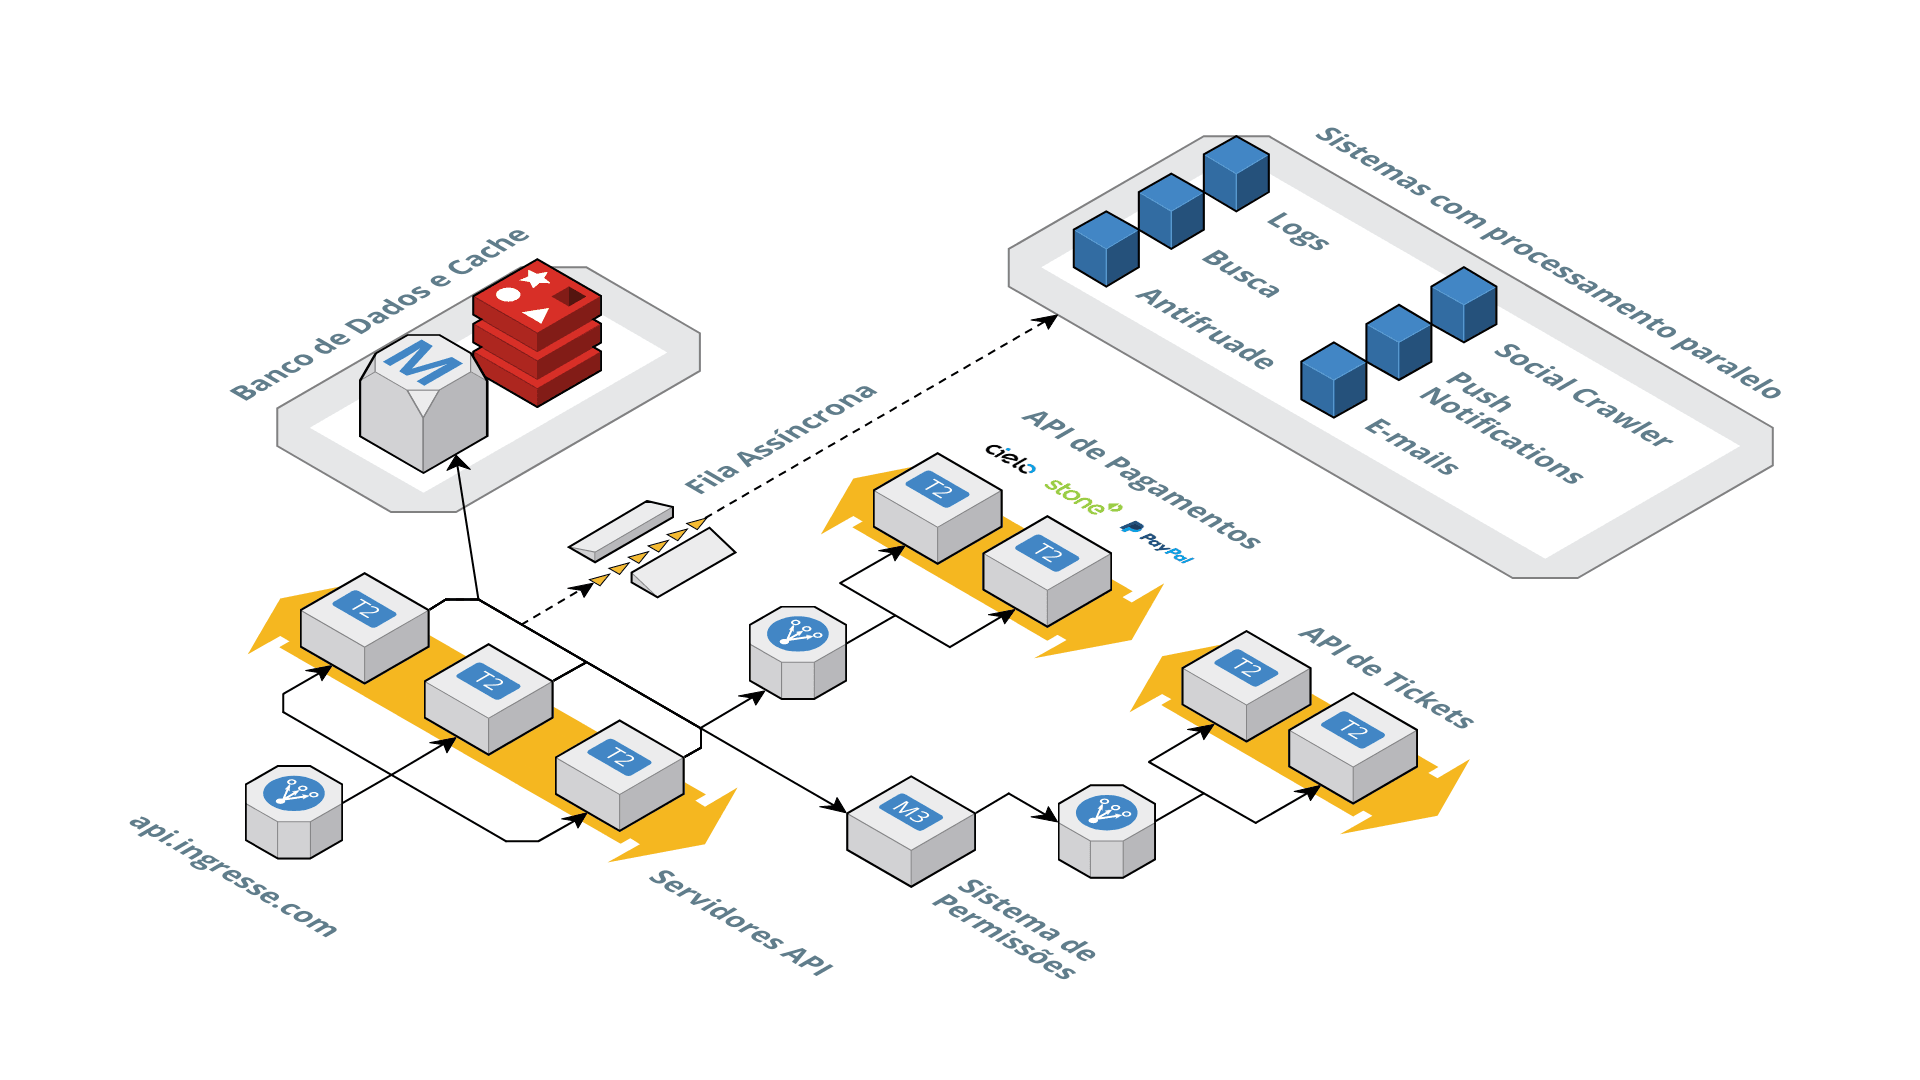 Sistemas com processamento paralelo
Logs
Busca
Antifruade
Social Crawler
Push
Notifications
E-mails
Banco de Dados e Cache
M
Fila Assíncrona
API de Pagamentos
cielo
stone
PayPal
T2
T2
T2
T2
T2
API de Tickets
T2
T2
api.ingresse.com
Servidores API
M3
Sistema de
Permissões